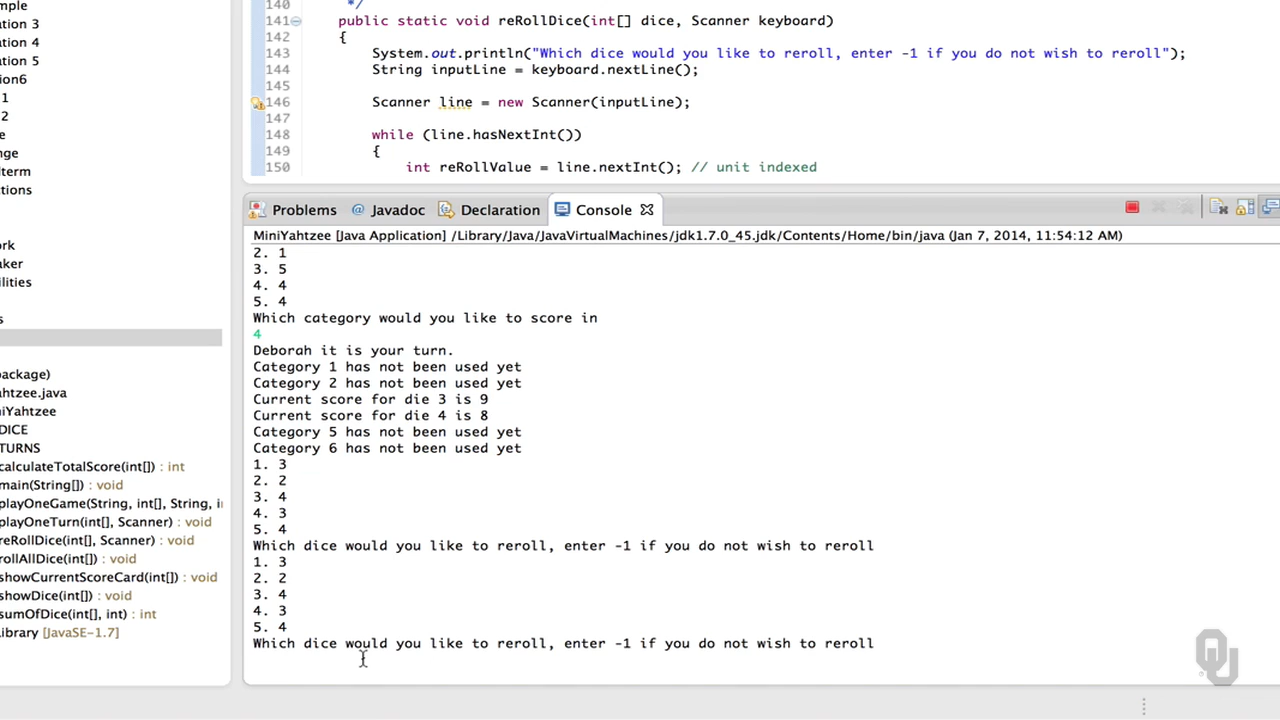 mple
140
*/
ation 3
141
public static void reRollDice(int[] dice, Scanner keyboard)
ation 4
142
{
ation 5
143
System.out.println("Which dice would you like to reroll, enter -1 if you do not wish to reroll");
on6
144
String inputLine = keyboard.nextLine();
1
145
2
146
Scanner line = new Scanner(inputLine);
e
147
nge
148
while (line.hasNextInt())
dterm
149
{
ctions
150
int reRollValue = line.nextInt(); // unit indexed
ork
aker
ilities
s
ackage)
ahtzee.java
niYahtzee
DICE
TURNS
calculateTotalScore(int[]) : int
main(String[]) : void
playOneGame(String, int[], String, i
playOneTurn(int[], Scanner) : void
reRollDice(int[], Scanner) : void
rollAllDice(int[]) : void
showCurrentScoreCard(int[]) : void
showDice(int[]) : void
sumOfDice(int[], int) : int
ibrary [JavaSE-1.7]
Problems @ Javadoc Declaration Console
MiniYahtzee [Java Application] /Library/Java/JavaVirtualMachines/jdk1.7.0_45.jdk/Contents/Home/bin/java (Jan 7, 2014, 11:54:12 AM)
2. 1
3. 5
4. 4
5. 4
Which category would you like to score in
4
Deborah it is your turn.
Category 1 has not been used yet
Category 2 has not been used yet
Current score for die 3 is 9
Current score for die 4 is 8
Category 5 has not been used yet
Category 6 has not been used yet
1. 3
2. 2
3. 4
4. 3
5. 4
Which dice would you like to reroll, enter -1 if you do not wish to reroll
1. 3
2. 2
3. 4
4. 3
5. 4
Which dice would you like to reroll, enter -1 if you do not wish to reroll
OU